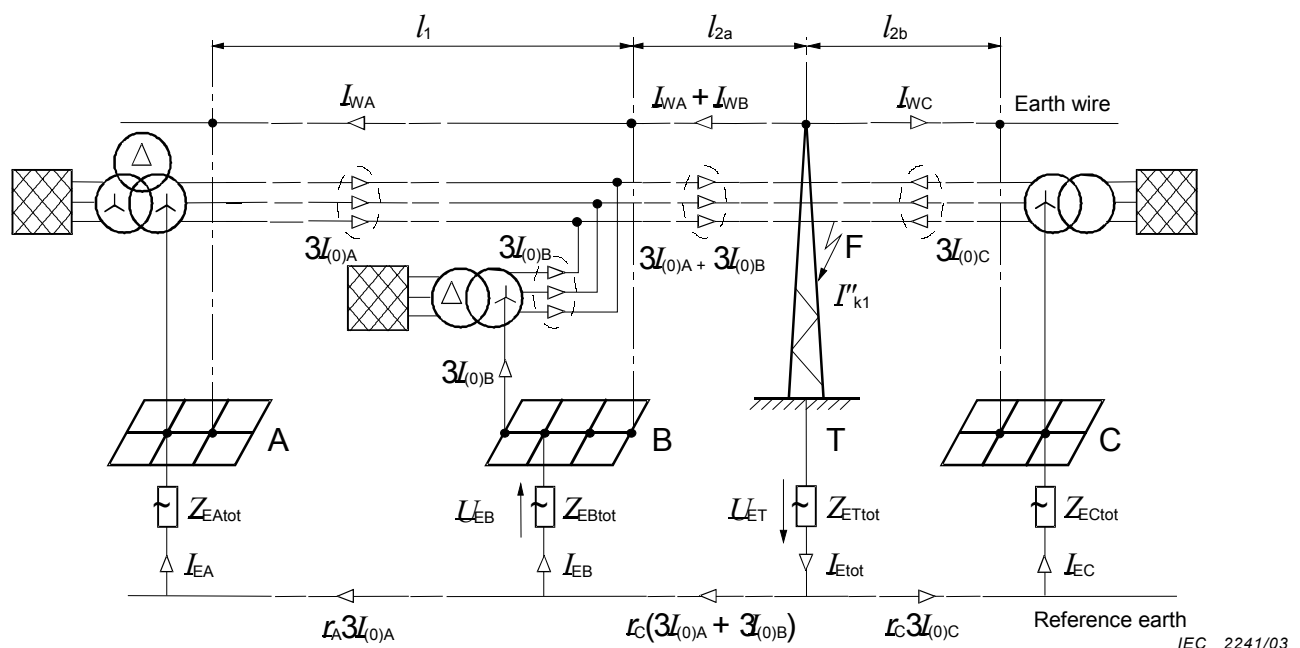 l1 l2a l2b
IWA IWA + IWB IWC Earth wire
3I(0)A 3I(0)B 3I(0)A + 3I(0)B F 3I(0)C
I″k1
3I(0)B
A B T C
ZEAtot UEB ZEBtot UET ZETtot ZECtot
IEA IEB IEtot IEC
rA3I(0)A rC(3I(0)A + 3I(0)B) rC3I(0)C Reference earth
IEC 2241/03